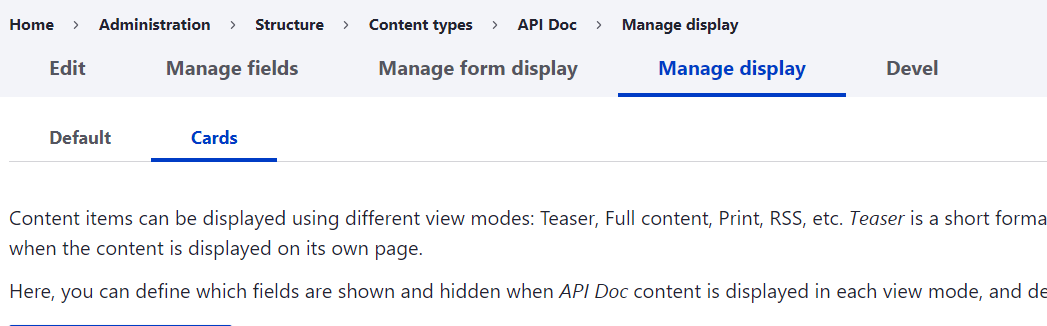 Home > Administration > Structure > Content types > API Doc > Manage display
Edit Manage fields Manage form display Manage display Devel
Default Cards
Content items can be displayed using different view modes: Teaser, Full content, Print, RSS, etc. Teaser is a short forma
when the content is displayed on its own page.
Here, you can define which fields are shown and hidden when API Doc content is displayed in each view mode, and de